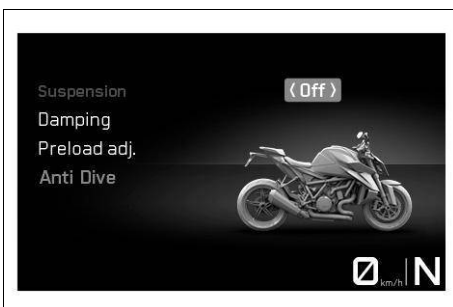 Suspension ⟨Off⟩
Damping
Preload adj.
Anti Dive
0 km/h N